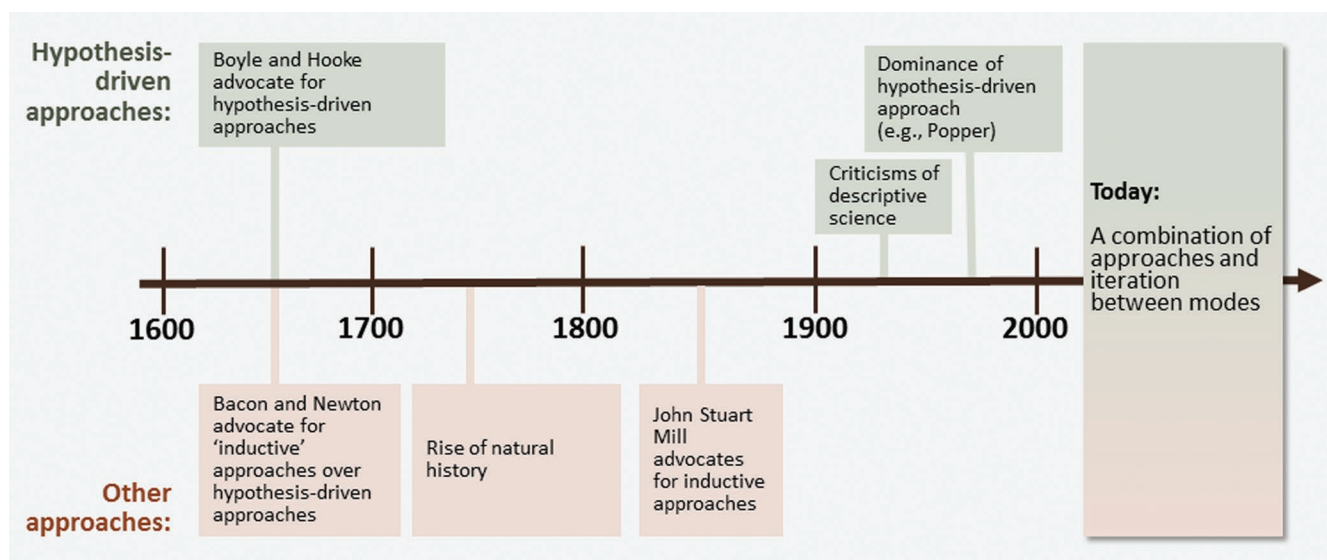 Hypothesis-
driven
approaches:
Boyle and Hooke
advocate for
hypothesis-driven
approaches
Dominance of
hypothesis-driven
approach
(e.g., Popper)
Criticisms of
descriptive
science
Today:
A combination of
approaches and
iteration
between modes
1600
1700
1800
1900
2000
Bacon and Newton
advocate for
‘inductive’
approaches over
hypothesis-driven
approaches
Rise of natural
history
John Stuart
Mill
advocates
for inductive
approaches
Other
approaches: